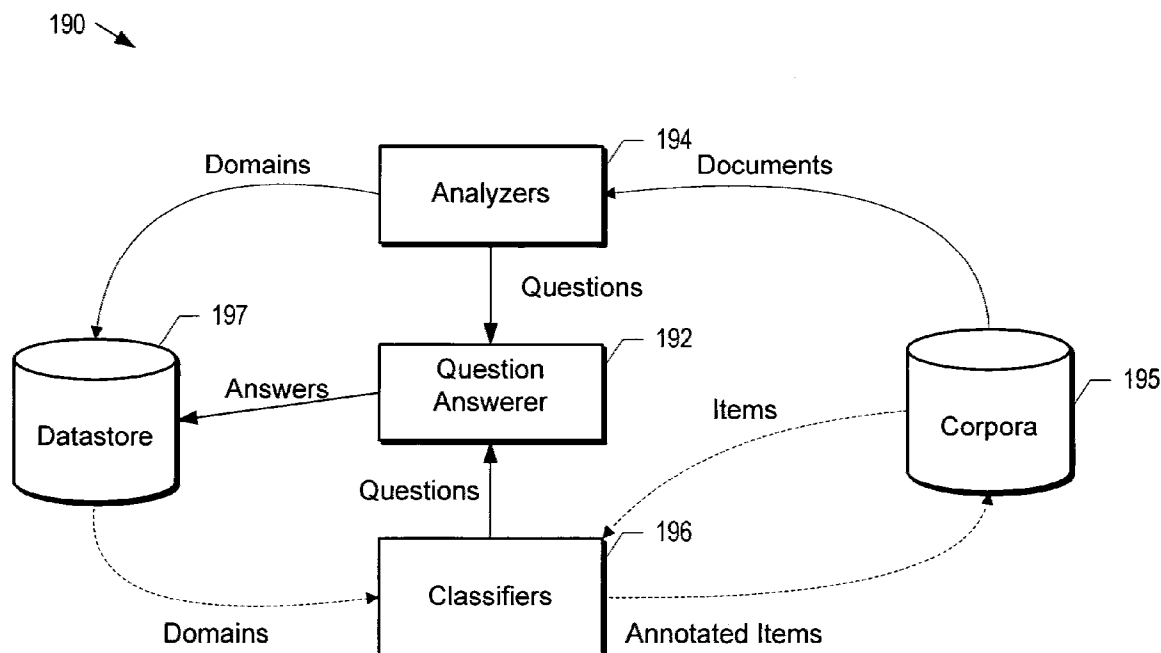 190
194
Domains
Documents
Analyzers
Questions
197
192
Question
Answerer
Answers
195
Items
Datastore
Corpora
Questions
196
Classifiers
Domains
Annotated Items